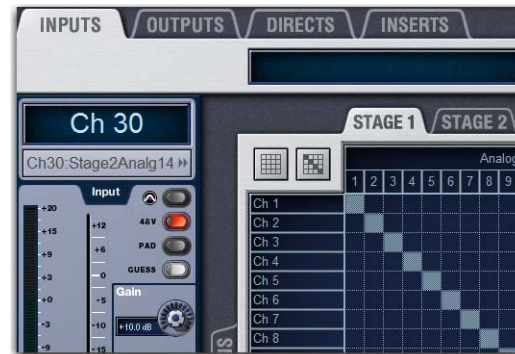 INPUTS OUTPUTS DIRECTS INSERTS
Ch 30
Ch30:Stage2Analg14
STAGE 1 STAGE 2
Analog
1 2 3 4 5 6 7 8 9
Input
48V
PAD
GUESS
Gain
+10.0 dB
+20
+15
+9
+3
+0
-3
-9
+12
+6
0
-5
-10
-15
Ch 1
Ch 2
Ch 3
Ch 4
Ch 5
Ch 6
Ch 7
Ch 8